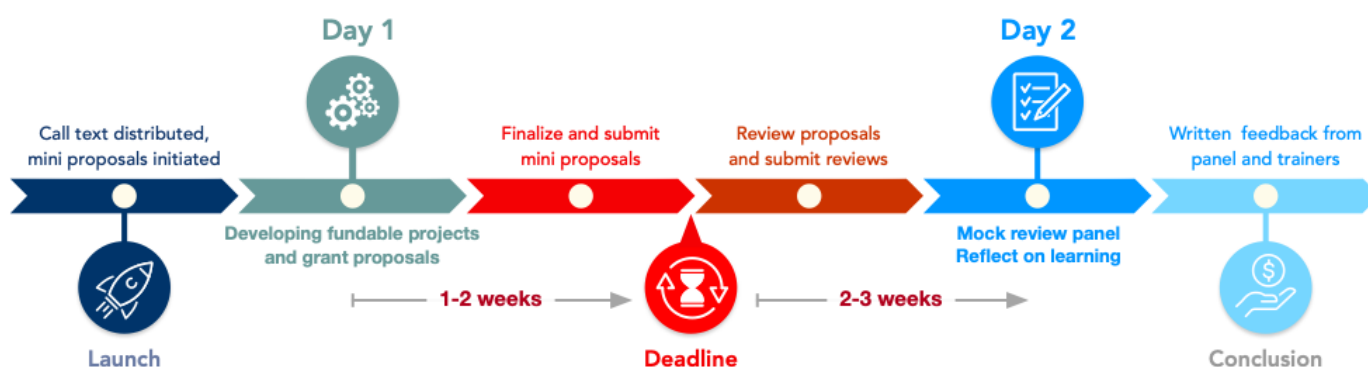 Day 1
Day 2
Call text distributed,
mini proposals initiated
Finalize and submit
mini proposals
Review proposals
and submit reviews
Written feedback from
panel and trainers
Developing fundable projects
and grant proposals
Mock review panel
Reflect on learning
C
$
1-2 weeks
2-3 weeks
Launch
Deadline
Conclusion